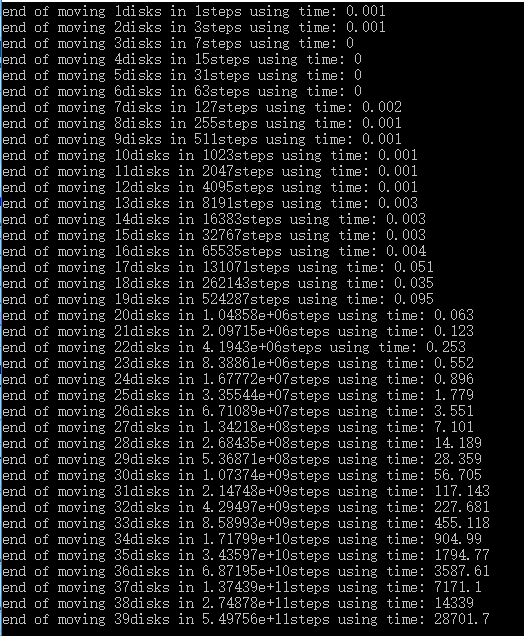 end of moving 1disks in 1steps using time: 0.001
end of moving 2disks in 3steps using time: 0.001
end of moving 3disks in 7steps using time: 0
end of moving 4disks in 15steps using time: 0
end of moving 5disks in 31steps using time: 0
end of moving 6disks in 63steps using time: 0
end of moving 7disks in 127steps using time: 0.002
end of moving 8disks in 255steps using time: 0.001
end of moving 9disks in 511steps using time: 0.001
end of moving 10disks in 1023steps using time: 0.001
end of moving 11disks in 2047steps using time: 0.001
end of moving 12disks in 4095steps using time: 0.001
end of moving 13disks in 8191steps using time: 0.003
end of moving 14disks in 16383steps using time: 0.003
end of moving 15disks in 32767steps using time: 0.003
end of moving 16disks in 65535steps using time: 0.004
end of moving 17disks in 131071steps using time: 0.051
end of moving 18disks in 262143steps using time: 0.035
end of moving 19disks in 524287steps using time: 0.095
end of moving 20disks in 1.04858e+06steps using time: 0.063
end of moving 21disks in 2.09715e+06steps using time: 0.123
end of moving 22disks in 4.1943e+06steps using time: 0.253
end of moving 23disks in 8.38861e+06steps using time: 0.552
end of moving 24disks in 1.67772e+07steps using time: 0.896
end of moving 25disks in 3.35544e+07steps using time: 1.779
end of moving 26disks in 6.71089e+07steps using time: 3.551
end of moving 27disks in 1.34218e+08steps using time: 7.101
end of moving 28disks in 2.68435e+08steps using time: 14.189
end of moving 29disks in 5.36871e+08steps using time: 28.359
end of moving 30disks in 1.07374e+09steps using time: 56.705
end of moving 31disks in 2.14748e+09steps using time: 117.143
end of moving 32disks in 4.29497e+09steps using time: 227.681
end of moving 33disks in 8.58993e+09steps using time: 455.118
end of moving 34disks in 1.71799e+10steps using time: 904.99
end of moving 35disks in 3.43597e+10steps using time: 1794.77
end of moving 36disks in 6.87195e+10steps using time: 3587.61
end of moving 37disks in 1.37439e+11steps using time: 7171.1
end of moving 38disks in 2.74878e+11steps using time: 14339
end of moving 39disks in 5.49756e+11steps using time: 28701.7